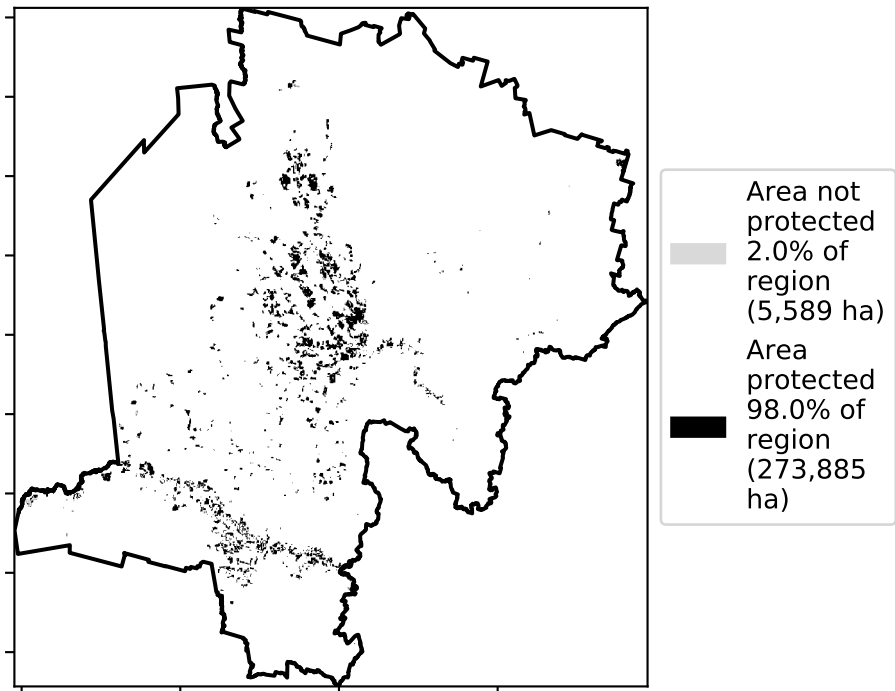 Area not
protected
2.0% of
region
(5,589 ha)
Area
protected
98.0% of
region
(273,885
ha)